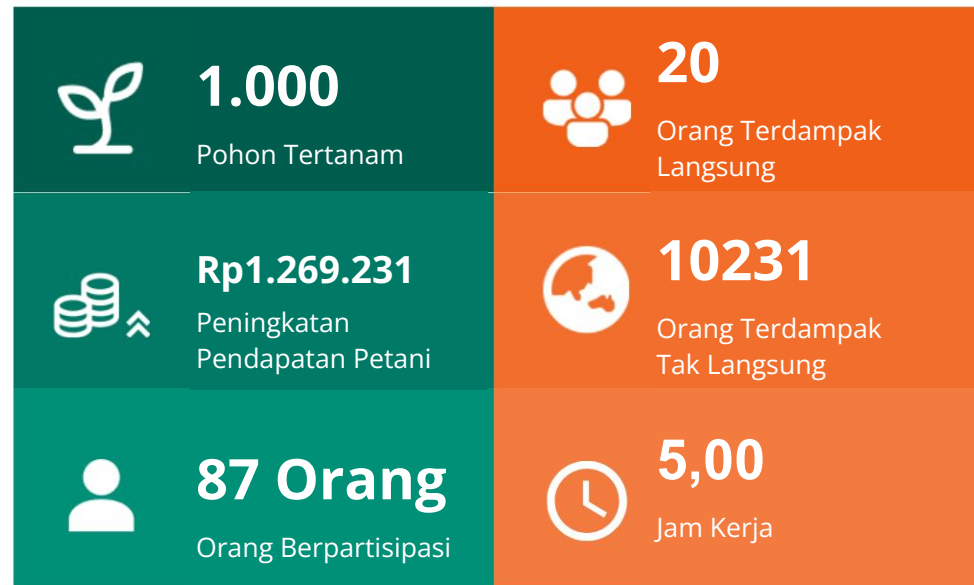 1.000
Pohon Tertanam
20
Orang Terdampak
Langsung
Rp1.269.231
Peningkatan
Pendapatan Petani
10231
Orang Terdampak
Tak Langsung
87 Orang
Orang Berpartisipasi
5,00
Jam Kerja